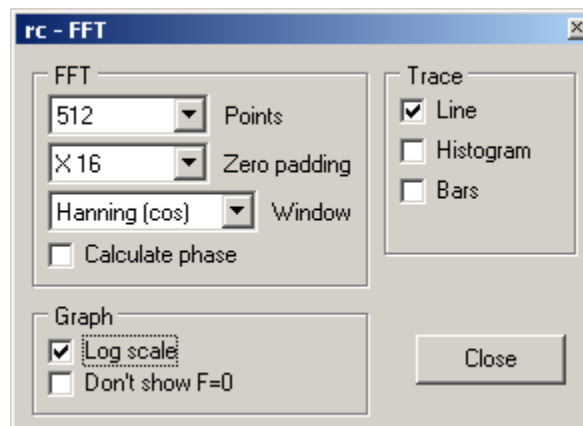 rc - FFT
FFT
512 Points
X 16 Zero padding
Hanning (cos) Window
Calculate phase
Trace
Line
Histogram
Bars
Graph
Log scale
Don't show F=0
Close